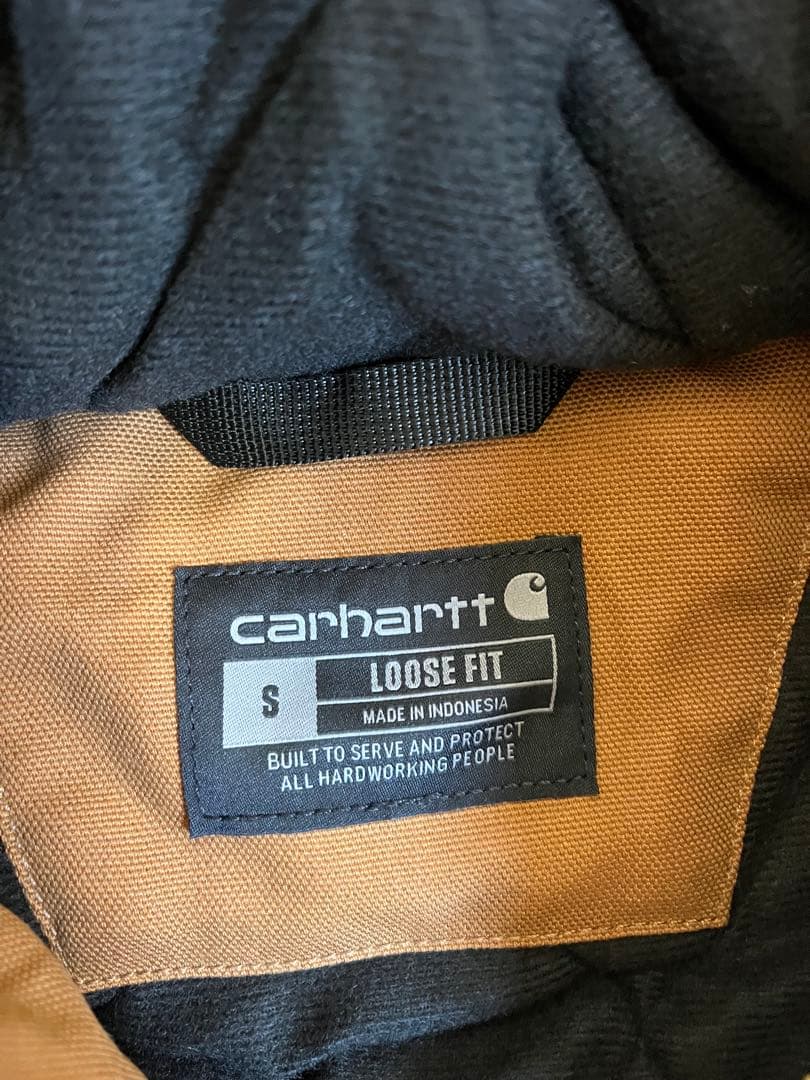 carhartt
S LOOSE FIT
MADE IN INDONESIA
BUILT TO SERVE AND PROTECT
ALL HARDWORKING PEOPLE